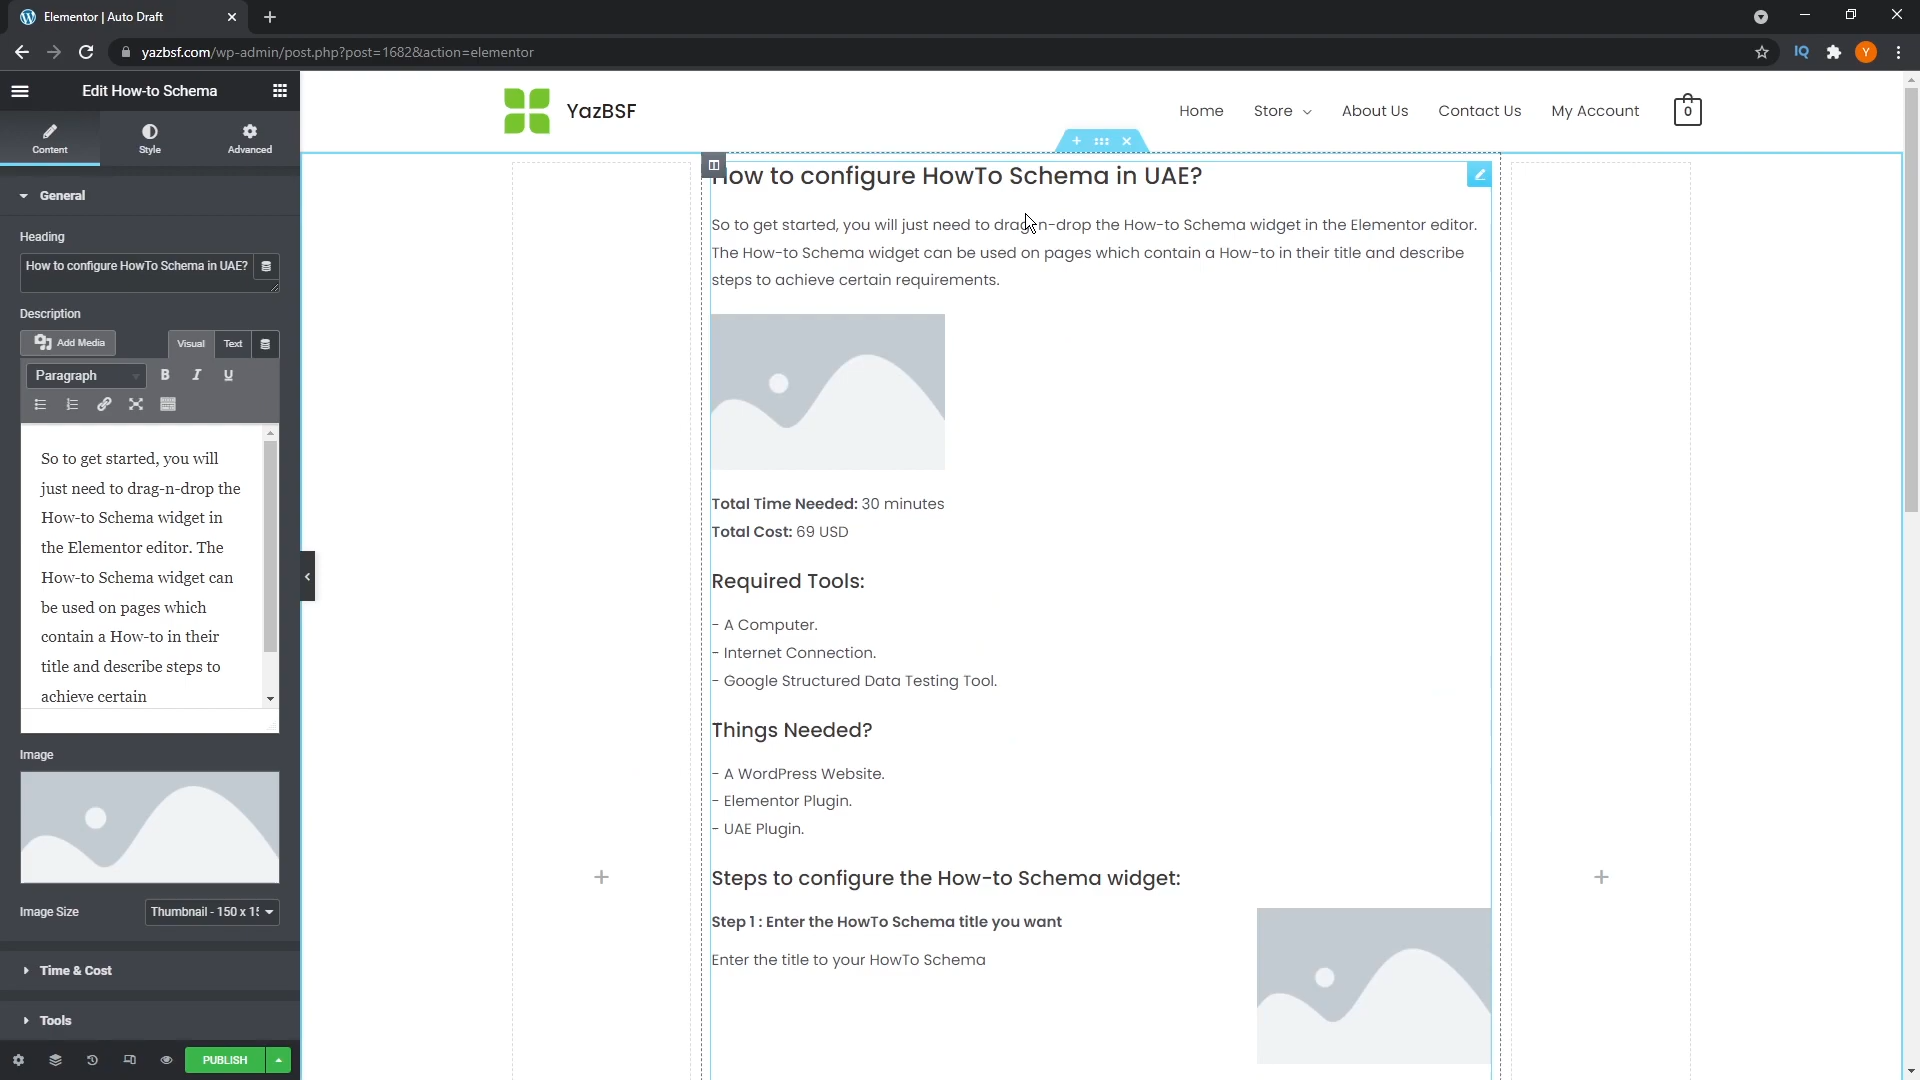 Elementor | Auto Draft
yazbsf.com/wp-admin/post.php?post=1682&action=elementor
IQ
Y
Edit How-to Schema
Content
Style
Advanced
General
Heading
How to configure HowTo Schema in UAE?
Description
Add Media
Visual
Text
Paragraph
B
I
U
So to get started, you will
just need to drag-n-drop the
How-to Schema widget in
the Elementor editor. The
How-to Schema widget can
be used on pages which
contain a How-to in their
title and describe steps to
achieve certain
Image
Image Size
Thumbnail - 150 x 15
Time & Cost
Tools
PUBLISH
YazBSF
Home
Store
About Us
Contact Us
My Account
0
How to configure HowTo Schema in UAE?
So to get started, you will just need to drag-n-drop the How-to Schema widget in the Elementor editor.
The How-to Schema widget can be used on pages which contain a How-to in their title and describe
steps to achieve certain requirements.
Total Time Needed: 30 minutes
Total Cost: 69 USD
Required Tools:
- A Computer.
- Internet Connection.
- Google Structured Data Testing Tool.
Things Needed?
- A WordPress Website.
- Elementor Plugin.
- UAE Plugin.
Steps to configure the How-to Schema widget:
Step 1 : Enter the HowTo Schema title you want
Enter the title to your HowTo Schema